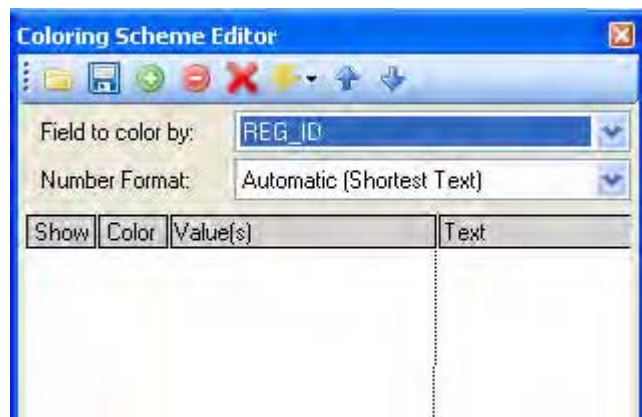 Coloring Scheme Editor
Field to color by: REG_ID
Number Format: Automatic (Shortest Text)
Show Color Value(s) Text